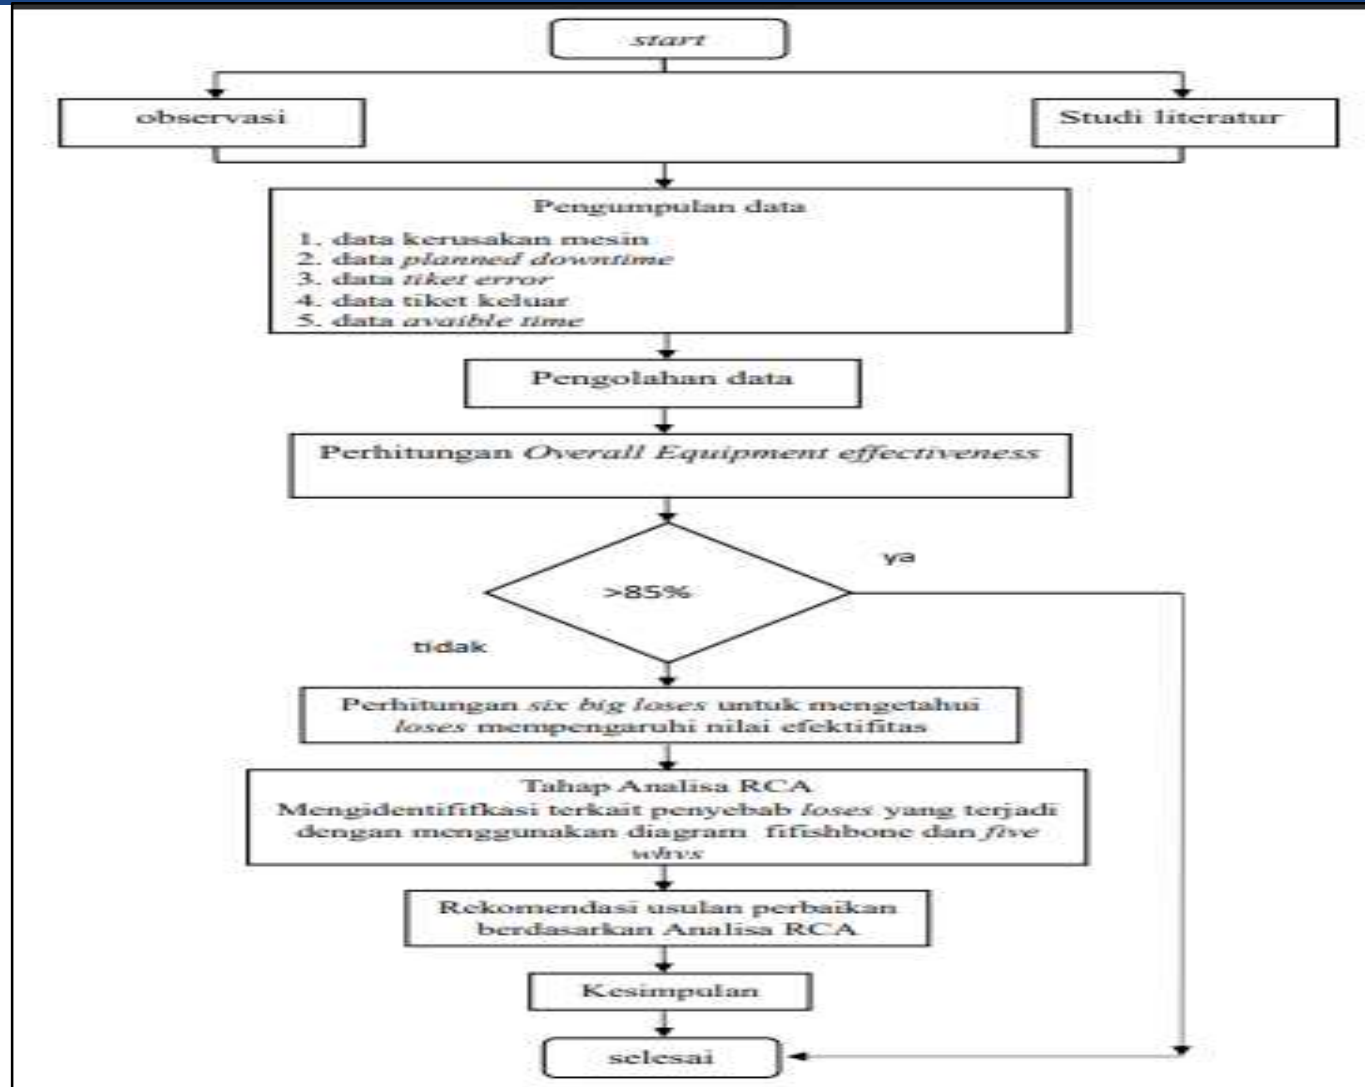 start
observasi
Studi literatur
Pengumpulan data
1. data kerusakan mesin
2. data planned downtime
3. data tiket error
4. data tiket keluar
5. data avaible time
Pengolahan data
Perhitungan Overall Equipment effectiveness
>85%
ya
tidak
Perhitungan six big loses untuk mengetahui
loses mempengaruhi nilai efektifitas
Tahap Analisa RCA
Mengidentififkasi terkait penyebab loses yang terjadi
dengan menggunakan diagram fifishbone dan five
whys
Rekomendasi usulan perbaikan
berdasarkan Analisa RCA
Kesimpulan
selesai